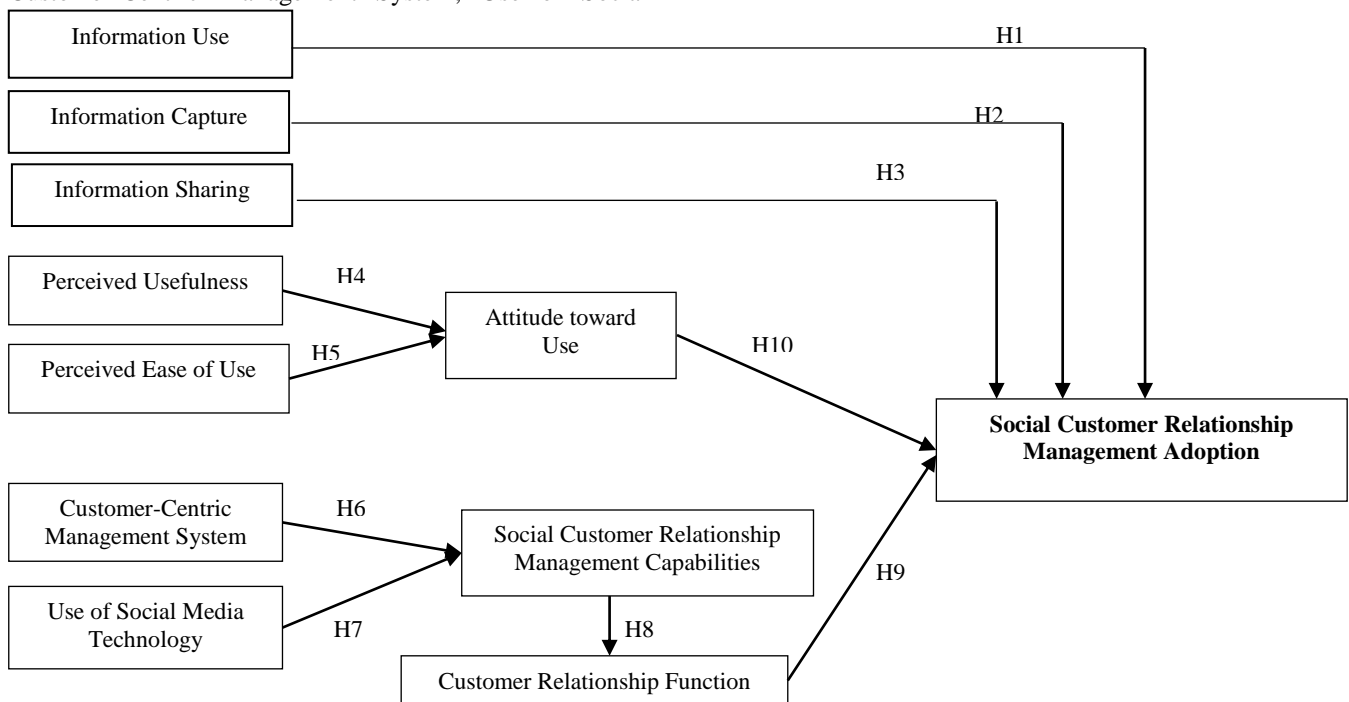 Information Use
H1
Information Capture
H2
Information Sharing
H3
Perceived Usefulness
H4
Attitude toward
Use
H10
Perceived Ease of Use
H5
Social Customer Relationship
Management Adoption
Customer-Centric
Management System
H6
Social Customer Relationship
Management Capabilities
H9
Use of Social Media
Technology
H7
H8
Customer Relationship Function